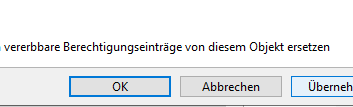 vererbbare Berechtigungseinträge von diesem Objekt ersetzen
OK Abbrechen Überneh